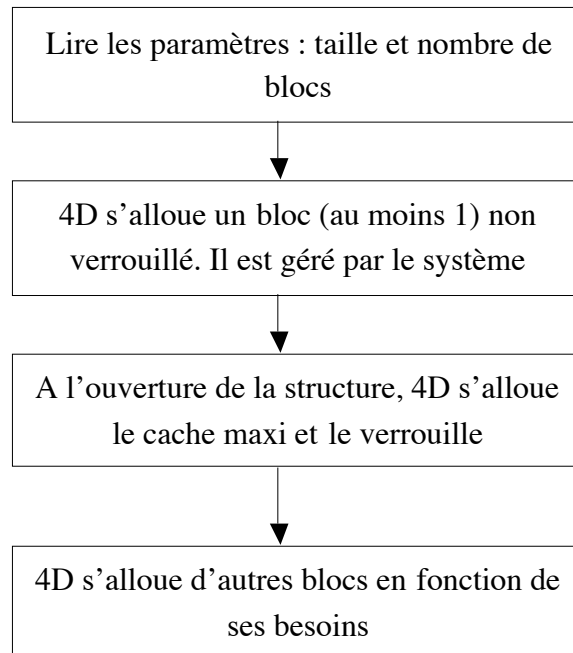 Lire les paramètres : taille et nombre de
blocs
4D s’alloue un bloc (au moins 1) non
verrouillé. Il est géré par le système
A l’ouverture de la structure, 4D s’alloue
le cache maxi et le verrouille
4D s’alloue d’autres blocs en fonction de
ses besoins